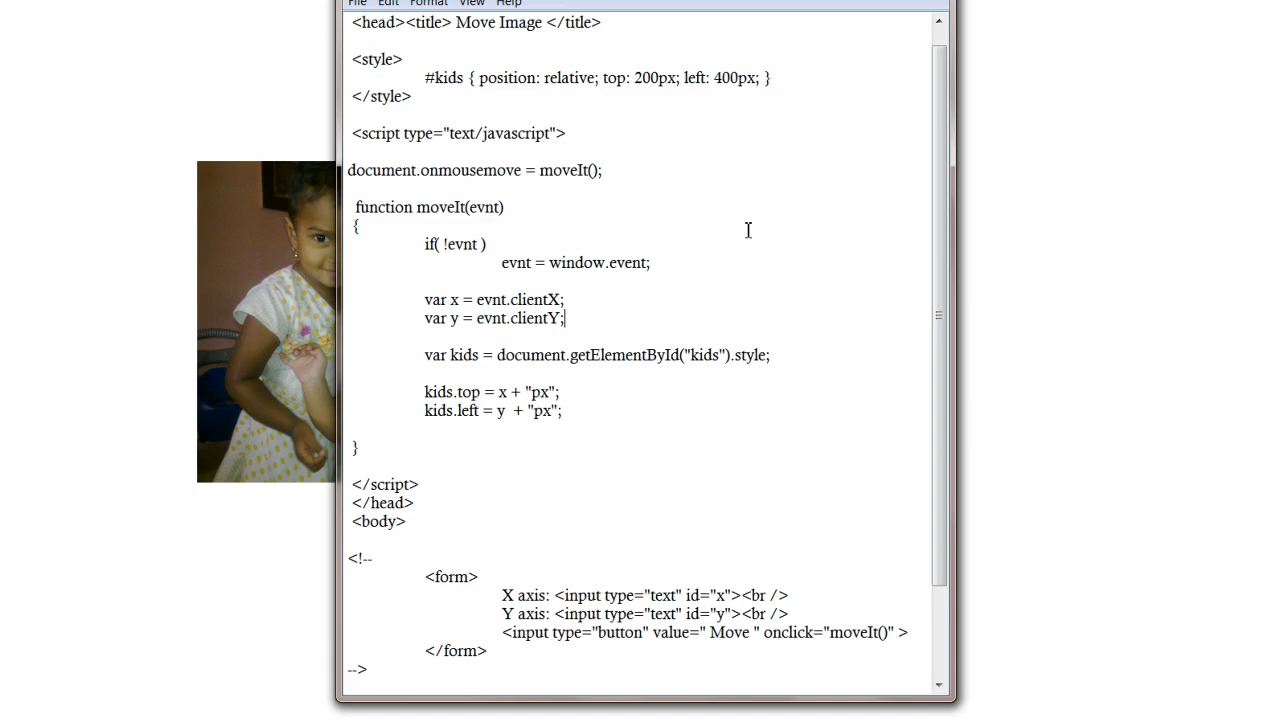 File Edit Format View Help
<head><title> Move Image </title>
<style>
#kids { position: relative; top: 200px; left: 400px; }
</style>
<script type="text/javascript">
document.onmousemove = moveIt();
function moveIt(evnt)
{
if( !evnt )
evnt = window.event;
var x = evnt.clientX;
var y = evnt.clientY;
var kids = document.getElementById("kids").style;
kids.top = x + "px";
kids.left = y  + "px";
}
</script>
</head>
<body>
<!--
<form>
X axis: <input type="text" id="x"><br />
Y axis: <input type="text" id="y"><br />
<input type="button" value=" Move " onclick="moveIt()" >
</form>
-->